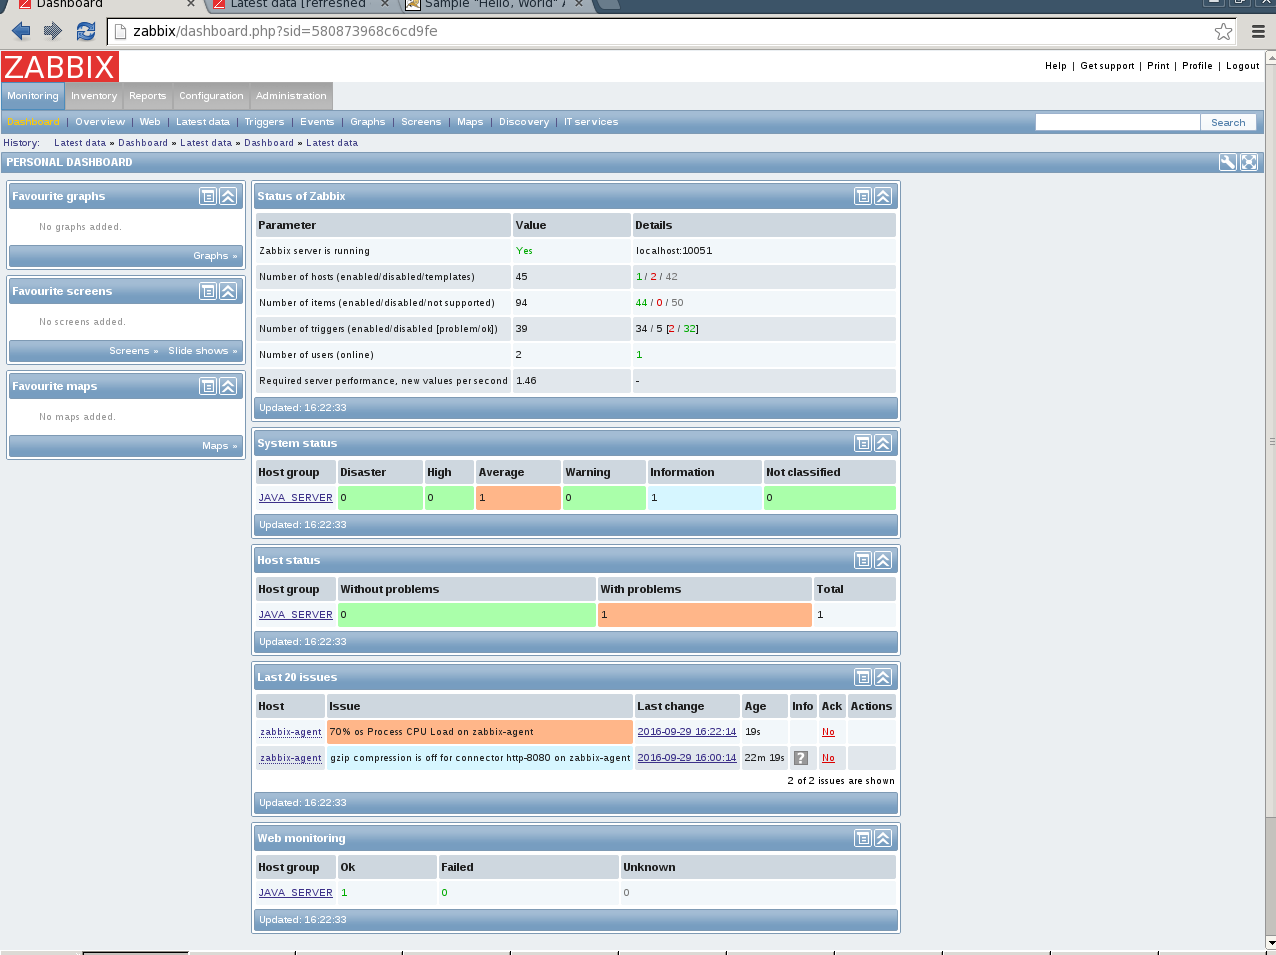 Dashboard
Latest data [refreshed
Sample "Hello, World"
zabbix/dashboard.php?sid=580873968c6cd9fe
ZABBIX
Help | Get support | Print | Profile | Logout
Monitoring Inventory Reports Configuration Administration
Dashboard | Overview | Web | Latest data | Triggers | Events | Graphs | Screens | Maps | Discovery | IT services
Search
History: Latest data » Dashboard » Latest data » Dashboard » Latest data
PERSONAL DASHBOARD
Favourite graphs
No graphs added.
Graphs »
Favourite screens
No screens added.
Screens » Slide shows »
Favourite maps
No maps added.
Maps »
Status of Zabbix
Parameter Value Details
Zabbix server is running Yes localhost:10051
Number of hosts (enabled/disabled/templates) 45 1 / 2 / 42
Number of items (enabled/disabled/not supported) 94 44 / 0 / 50
Number of triggers (enabled/disabled [problem/ok]) 39 34 / 5 [2 / 32]
Number of users (online) 2 1
Required server performance, new values per second 1.46 -
Updated: 16:22:33
System status
Host group Disaster High Average Warning Information Not classified
JAVA_SERVER 0 0 1 0 1 0
Updated: 16:22:33
Host status
Host group Without problems With problems Total
JAVA_SERVER 0 1 1
Updated: 16:22:33
Last 20 issues
Host Issue Last change Age Info Ack Actions
zabbix-agent 70% os Process CPU Load on zabbix-agent 2016-09-29 16:22:14 19s No
zabbix-agent gzip compression is off for connector http-8080 on zabbix-agent 2016-09-29 16:00:14 22m 19s ? No
2 of 2 issues are shown
Updated: 16:22:33
Web monitoring
Host group Ok Failed Unknown
JAVA_SERVER 1 0 0
Updated: 16:22:33